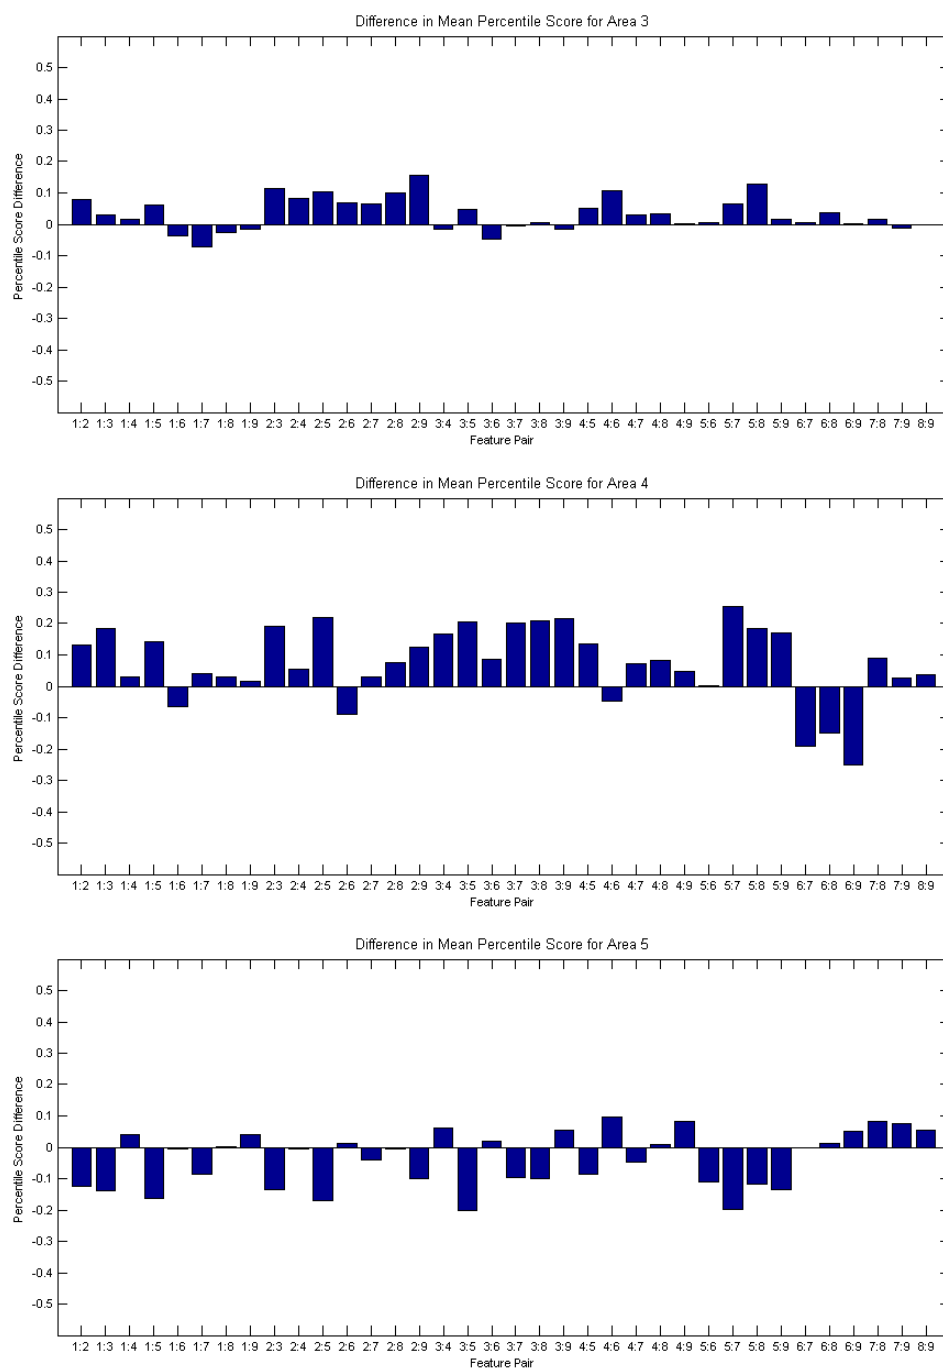 Difference in Mean Percentile Score for Area 3
Percentile Score Difference
0.5
0.4
0.3
0.2
0.1
0
-0.1
-0.2
-0.3
-0.4
-0.5
1:2 1:3 1:4 1:5 1:6 1:7 1:8 1:9 2:3 2:4 2:5 2:6 2:7 2:8 2:9 3:4 3:5 3:6 3:7 3:8 3:9 4:5 4:6 4:7 4:8 4:9 5:6 5:7 5:8 5:9 6:7 6:8 6:9 7:8 7:9 8:9
Feature Pair
Difference in Mean Percentile Score for Area 4
Percentile Score Difference
0.5
0.4
0.3
0.2
0.1
0
-0.1
-0.2
-0.3
-0.4
-0.5
1:2 1:3 1:4 1:5 1:6 1:7 1:8 1:9 2:3 2:4 2:5 2:6 2:7 2:8 2:9 3:4 3:5 3:6 3:7 3:8 3:9 4:5 4:6 4:7 4:8 4:9 5:6 5:7 5:8 5:9 6:7 6:8 6:9 7:8 7:9 8:9
Feature Pair
Difference in Mean Percentile Score for Area 5
Percentile Score Difference
0.5
0.4
0.3
0.2
0.1
0
-0.1
-0.2
-0.3
-0.4
-0.5
1:2 1:3 1:4 1:5 1:6 1:7 1:8 1:9 2:3 2:4 2:5 2:6 2:7 2:8 2:9 3:4 3:5 3:6 3:7 3:8 3:9 4:5 4:6 4:7 4:8 4:9 5:6 5:7 5:8 5:9 6:7 6:8 6:9 7:8 7:9 8:9
Feature Pair